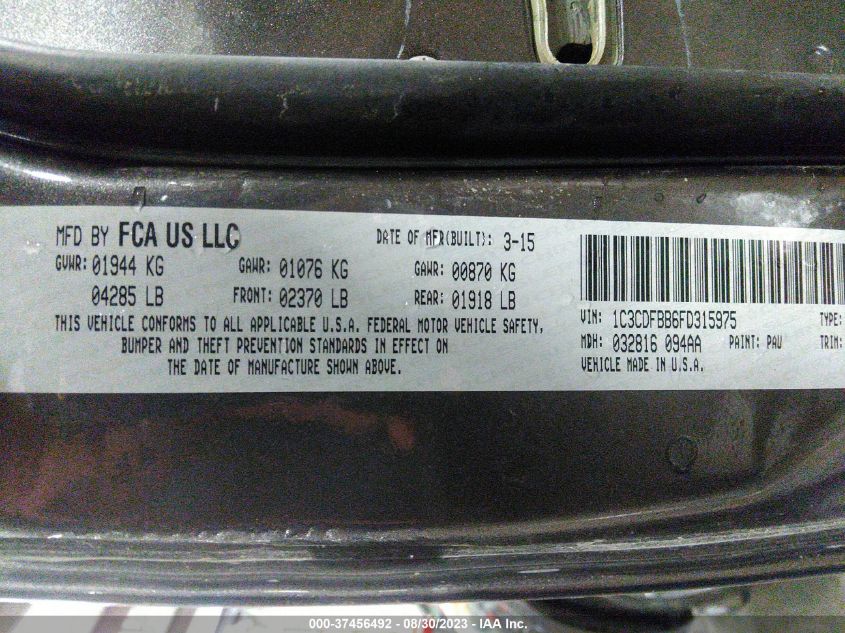 MFD BY FCA US LLC DATE OF MFR(BUILT): 3-15
GVWR: 01944 KG GAWR: 01076 KG GAWR: 00870 KG
04285 LB FRONT: 02370 LB REAR: 01918 LB
THIS VEHICLE CONFORMS TO ALL APPLICABLE U.S.A. FEDERAL MOTOR VEHICLE SAFETY,
BUMPER AND THEFT PREVENTION STANDARDS IN EFFECT ON
THE DATE OF MANUFACTURE SHOWN ABOVE.
VIN: 1C3CDFBB6FD315975 TYPE:
MDH: 032816 094AA PAINT: PAU TRIM:
VEHICLE MADE IN U.S.A.
000-37456492 - 08/30/2023 - IAA Inc.